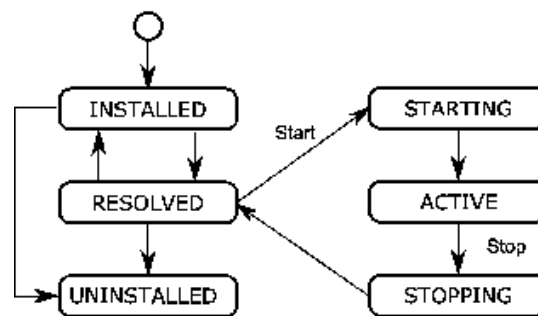 INSTALLED
STARTING
Start
RESOLVED
ACTIVE
Stop
UNINSTALLED
STOPPING